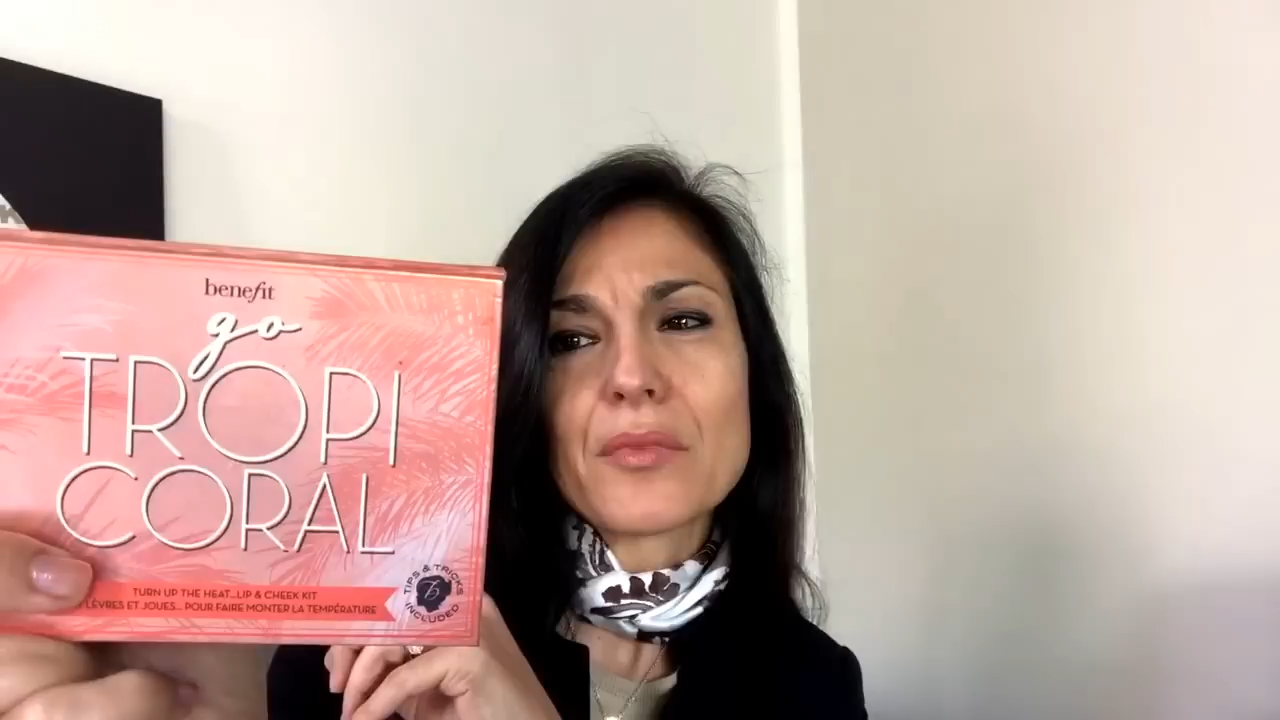 benefit
go
TROPI
CORAL
TURN UP THE HEAT...LIP & CHEEK KIT
LÈVRES ET JOUES... POUR FAIRE MONTER LA TEMPÉRATURE
TIPS & TRICKS
INCLUDED